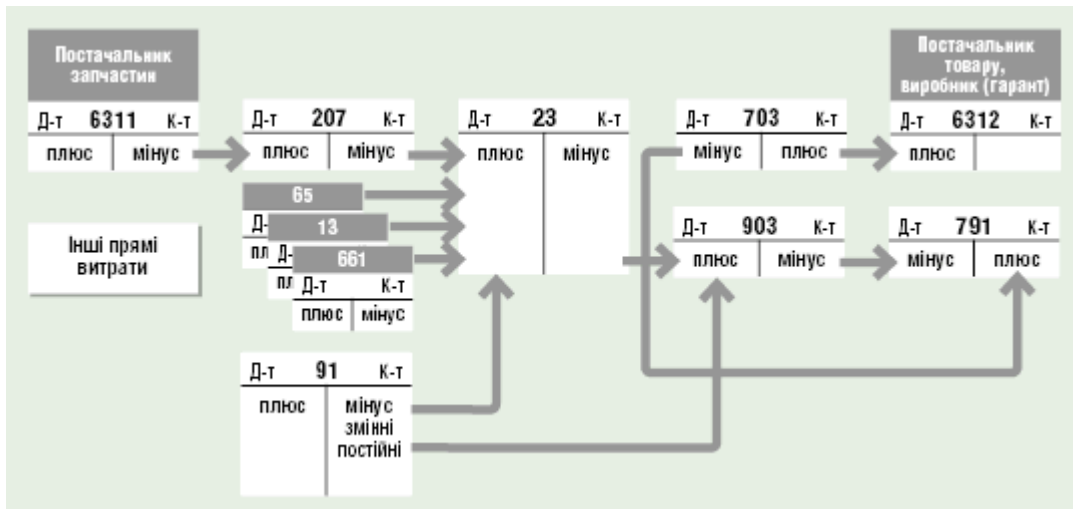 Постачальник
запчастин
Д-т 6311 К-т
плюс мінус
Д-т 207 К-т
плюс мінус
Д-т 23 К-т
плюс мінус
Д-т 703 К-т
мінус плюс
Постачальник
товару,
виробник (гарант)
Д-т 6312 К-т
плюс
Інші прямі
витрати
65
Д-
пл
13
Д-
пл
661
Д-т К-т
плюс мінус
Д-т 903 К-т
плюс мінус
Д-т 791 К-т
мінус плюс
Д-т 91 К-т
плюс мінус
змінні
постійні